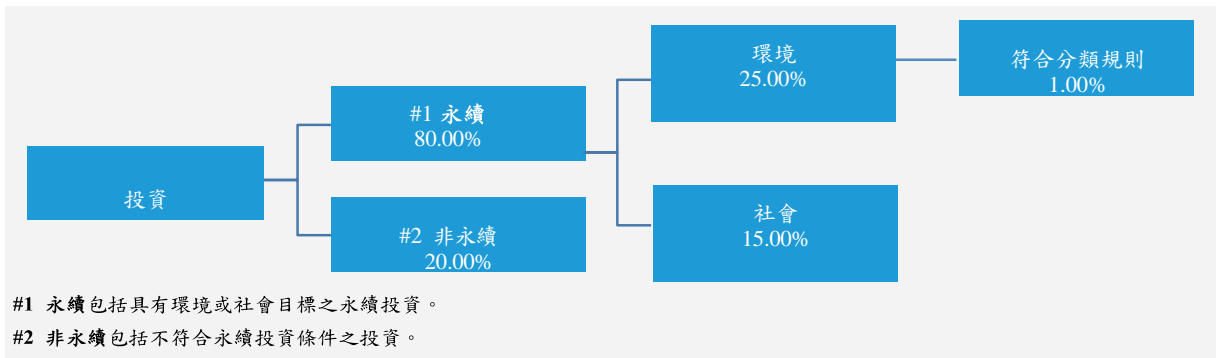 投資
#1 永續
80.00%
#2 非永續
20.00%
環境
25.00%
社會
15.00%
符合分類規則
1.00%
#1 永續包括具有環境或社會目標之永續投資。
#2 非永續包括不符合永續投資條件之投資。